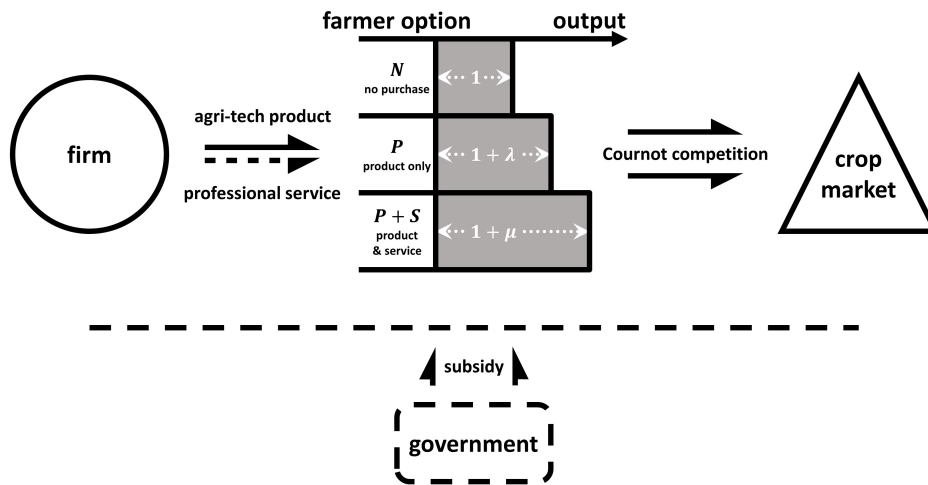 farmer option
output
N
no purchase
1
firm
agri-tech product
professional service
P
product only
1 + λ
Cournot competition
crop
market
P + S
product
& service
1 + μ
subsidy
government